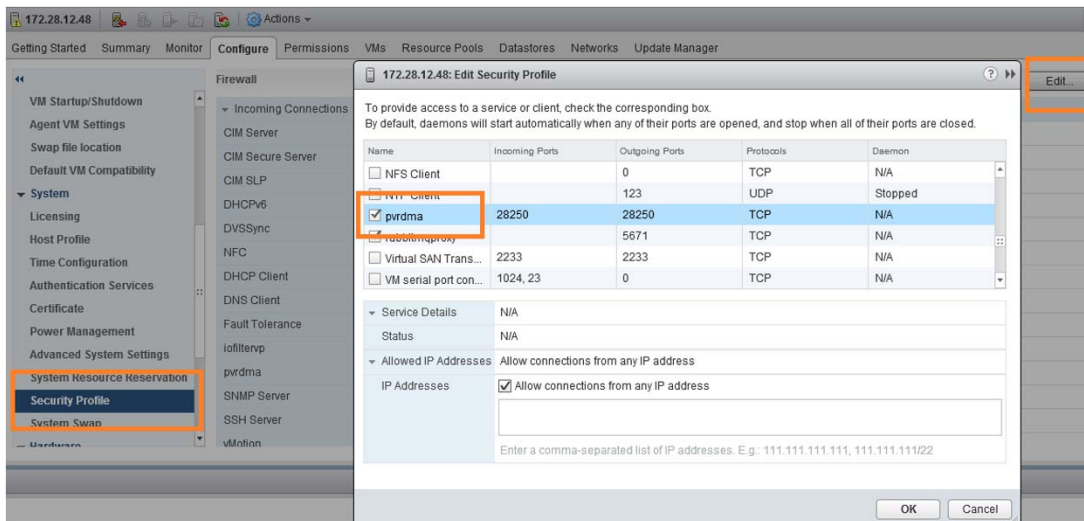 172.28.12.48 Actions
Getting Started Summary Monitor Configure Permissions VMs Resource Pools Datastores Networks Update Manager
VM Startup/Shutdown
Agent VM Settings
Swap file location
Default VM Compatibility
System
Licensing
Host Profile
Time Configuration
Authentication Services
Certificate
Power Management
Advanced System Settings
System Resource Reservation
Security Profile
System Swap
Hardware
Firewall
Incoming Connections
CIM Server
CIM Secure Server
CIM SLP
DHCPv6
DVSSync
NFC
DHCP Client
DNS Client
Fault Tolerance
iofiltervp
pvrdma
SNMP Server
SSH Server
vMotion
Edit...
172.28.12.48: Edit Security Profile
To provide access to a service or client, check the corresponding box.
By default, daemons will start automatically when any of their ports are opened, and stop when all of their ports are closed.
Name Incoming Ports Outgoing Ports Protocols Daemon
NFS Client 0 TCP N/A
NTP Client 123 UDP Stopped
pvrdma 28250 28250 TCP N/A
rabbitmqproxy 5671 TCP N/A
Virtual SAN Trans... 2233 2233 TCP N/A
VM serial port con... 1024, 23 0 TCP N/A
Service Details N/A
Status N/A
Allowed IP Addresses Allow connections from any IP address
IP Addresses Allow connections from any IP address
Enter a comma-separated list of IP addresses. E.g.: 111.111.111.111, 111.111.111/22
OK Cancel